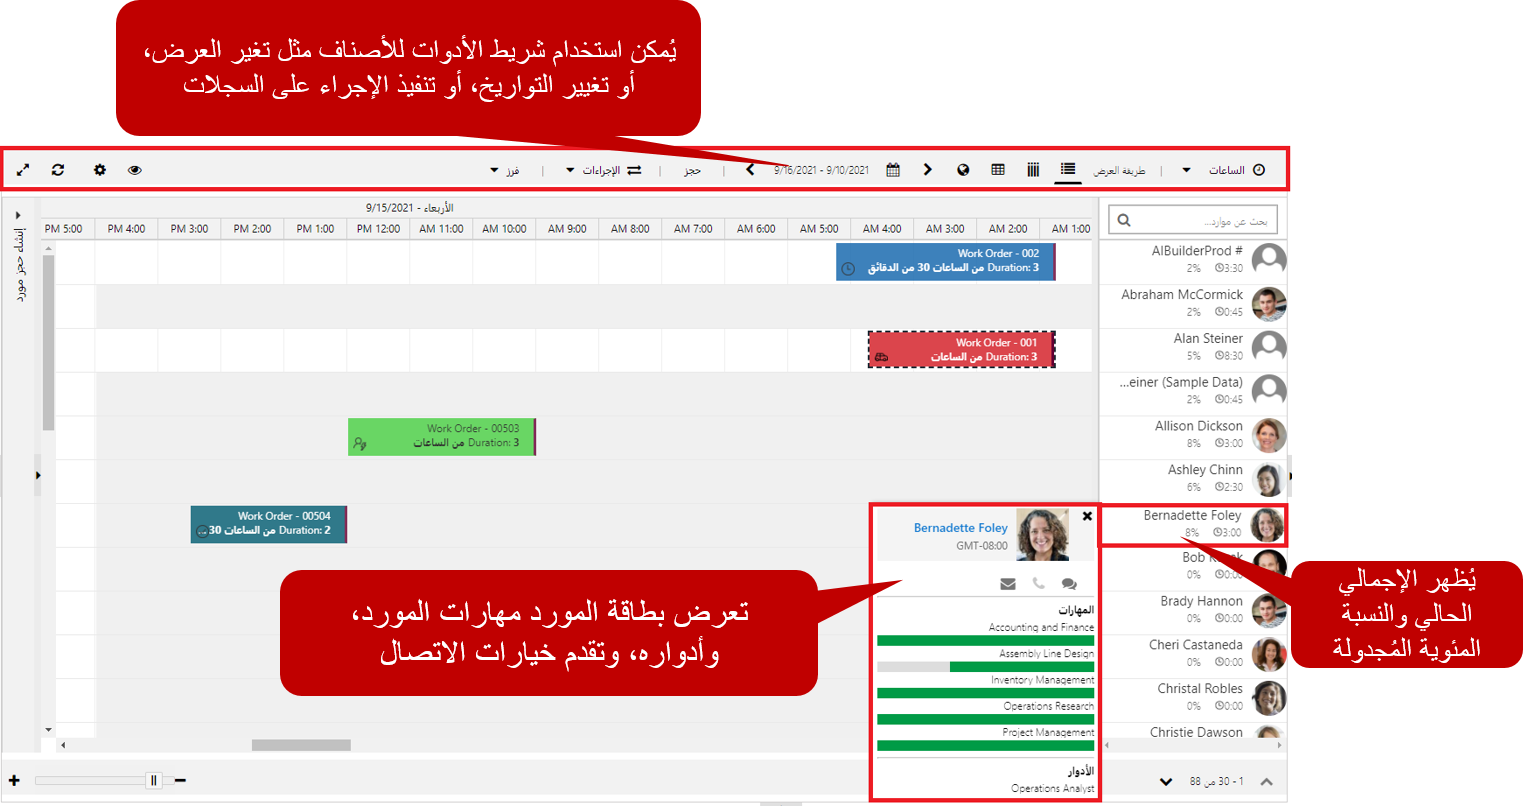 يُمكن استخدام شريط الأدوات للأصناف مثل تغير العرض،
أو تغيير التواريخ، أو تنفيذ الإجراء على السجلات
الساعات
طريقة العرض
9/16/2021 - 9/10/2021
حجز
الإجراءات
فرز
بحث عن موارد...
الأربعاء - 9/15/2021
AM 1:00
AM 2:00
AM 3:00
AM 4:00
AM 5:00
AM 6:00
AM 7:00
AM 8:00
AM 9:00
AM 10:00
AM 11:00
PM 12:00
PM 1:00
PM 2:00
PM 3:00
PM 4:00
PM 5:00
إنشاء حجز مورد
AIBuilderProd #
2% 3:30
Work Order - 002
Duration: 3 من الساعات 30 من الدقائق
Abraham McCormick
2% 0:45
Alan Steiner
5% 8:30
Work Order - 001
Duration: 3 من الساعات
...einer (Sample Data)
2% 0:45
Allison Dickson
8% 3:00
Work Order - 00503
Duration: 3 من الساعات
Ashley Chinn
6% 2:30
Bernadette Foley
8% 3:00
Work Order - 00504
Duration: 2 من الساعات 30...
Bob
0% 0:00
Brady Hannon
0% 0:00
Cheri Castaneda
0% 0:00
Christal Robles
0% 0:00
Christie Dawson
Bernadette Foley
GMT-08:00
المهارات
Accounting and Finance
Assembly Line Design
Inventory Management
Operations Research
Project Management
الأدوار
Operations Analyst
يُظهر الإجمالي
الحالي والنسبة
المئوية المُجدولة
تعرض بطاقة المورد مهارات المورد،
وأدواره، وتقدم خيارات الاتصال
1 - 30 من 88